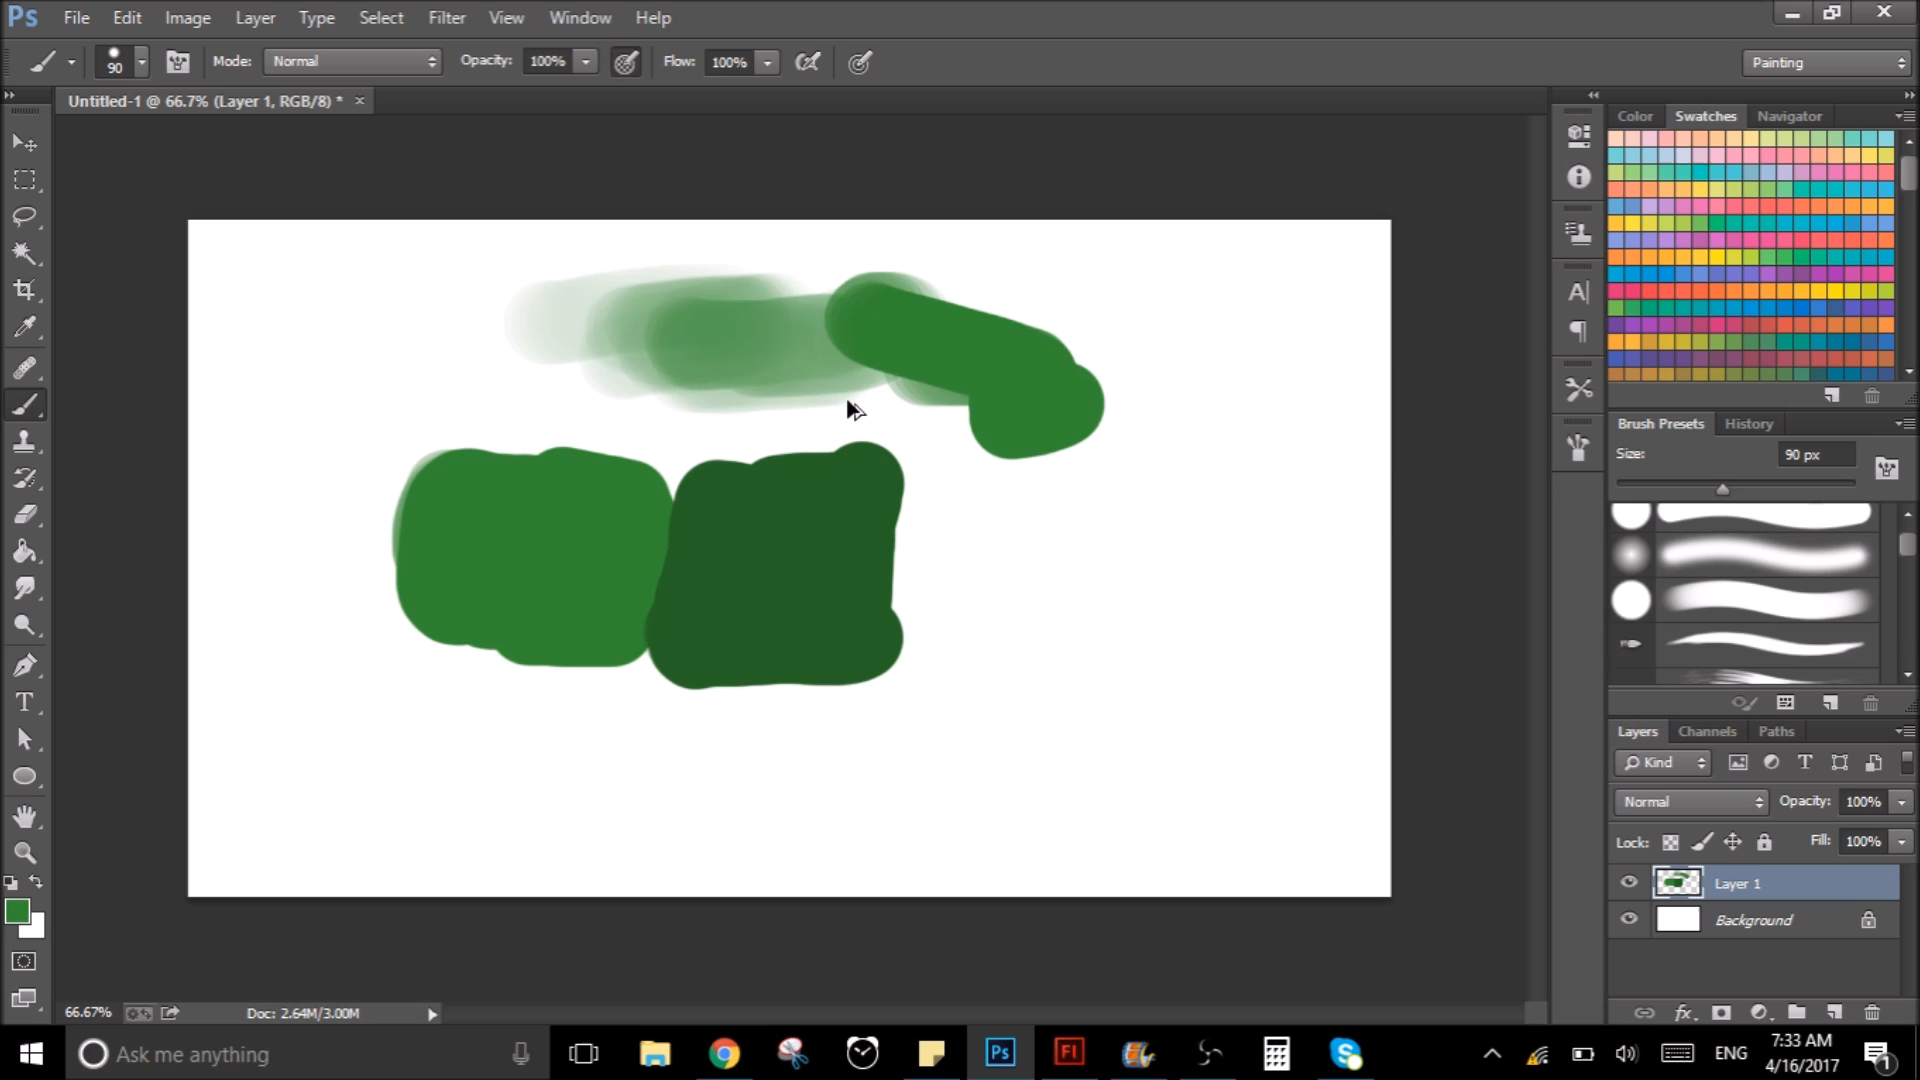 Ps File Edit Image Layer Type Select Filter View Window Help
90 Mode: Normal Opacity: 100% Flow: 100% Painting
Untitled-1 @ 66.7% (Layer 1, RGB/8) *
Color Swatches Navigator
Brush Presets History
Size: 90 px
Layers Channels Paths
Kind
Normal Opacity: 100%
Lock: Fill: 100%
Layer 1
Background
66.67% Doc: 2.64M/3.00M
Ask me anything
Ps Fl ENG
7:33 AM
4/16/2017
1